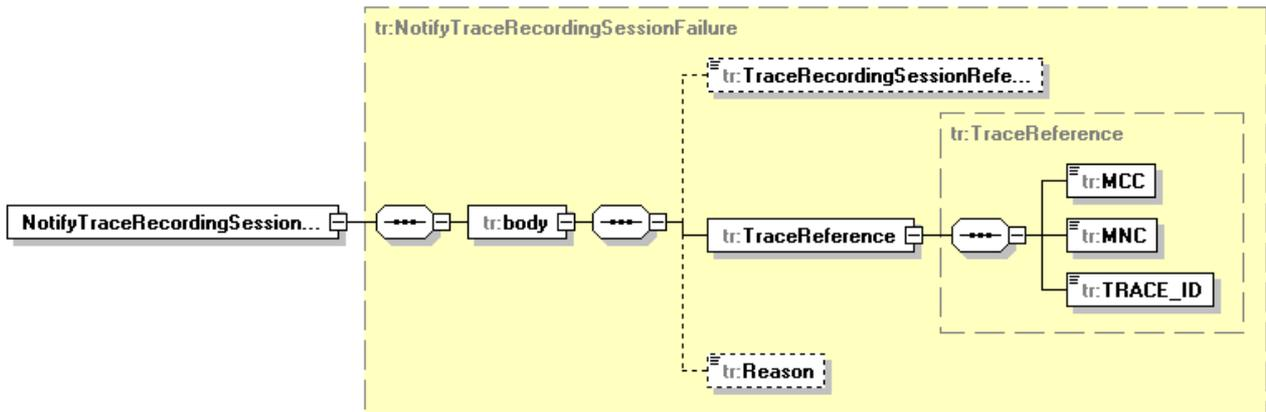 tr:NotifyTraceRecordingSessionFailure
tr:TraceRecordingSessionRefe...
tr:TraceReference
tr:MCC
NotifyTraceRecordingSession...
tr:body
tr:TraceReference
tr:MNC
tr:TRACE_ID
tr:Reason